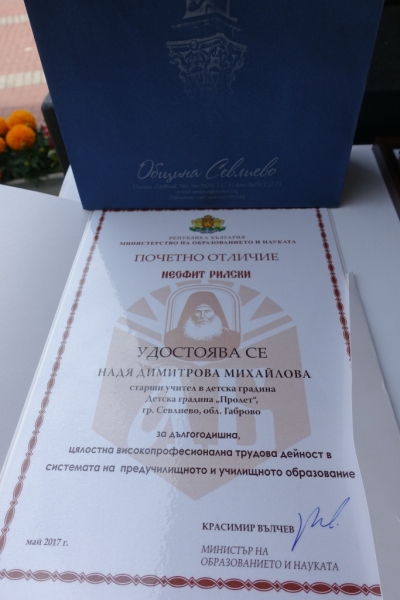 Община Севлиево
РЕПУБЛИКА БЪЛГАРИЯ
МИНИСТЕРСТВО НА ОБРАЗОВАНИЕТО И НАУКАТА
ПОЧЕТНО ОТЛИЧИЕ
НЕОФИТ РИЛСКИ
УДОСТОЯВА СЕ
НАДЯ ДИМИТРОВА МИХАЙЛОВА
старши учител в детска градина
Детска градина „Пролет",
гр. Севлиево, обл. Габрово
за дългогодишна,
цялостна високопрофесионална трудова дейност в
системата на предучилищното и училищното образование
КРАСИМИР ВЪЛЧЕВ
май 2017 г.
МИНИСТЪР НА
ОБРАЗОВАНИЕТО И НАУКАТА